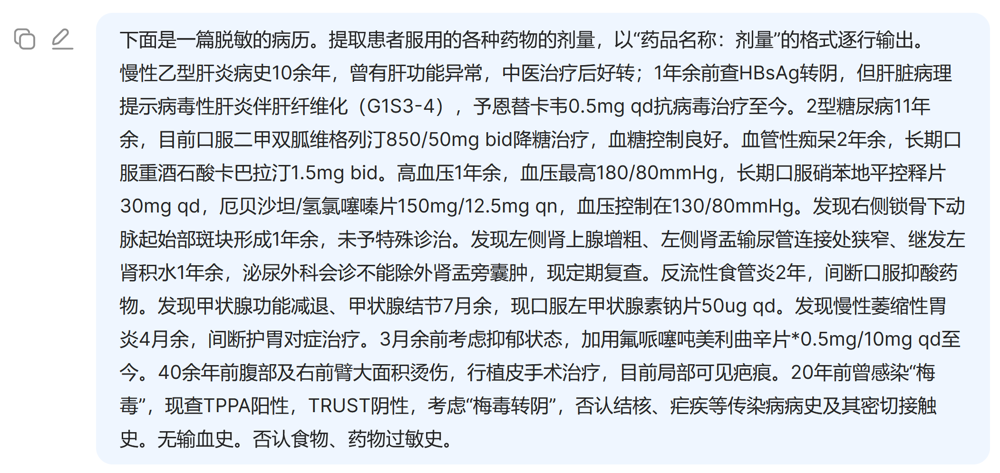 下面是一篇脱敏的病历。提取患者服用的各种药物的剂量，以“药品名称：剂量”的格式逐行输出。
慢性乙型肝炎病史10余年，曾有肝功能异常，中医治疗后好转；1年余前查HBsAg转阴，但肝脏病理
提示病毒性肝炎伴肝纤维化（G1S3-4），予恩替卡韦0.5mg qd抗病毒治疗至今。2型糖尿病11年
余，目前口服二甲双胍维格列汀850/50mg bid降糖治疗，血糖控制良好。血管性痴呆2年余，长期口
服重酒石酸卡巴拉汀1.5mg bid。高血压1年余，血压最高180/80mmHg，长期口服硝苯地平控释片
30mg qd，厄贝沙坦/氢氯噻嗪片150mg/12.5mg qn，血压控制在130/80mmHg。发现右侧锁骨下动
脉起始部斑块形成1年余，未予特殊诊治。发现左侧肾上腺增粗、左侧肾盂输尿管连接处狭窄、继发左
肾积水1年余，泌尿外科会诊不能除外肾盂旁囊肿，现定期复查。反流性食管炎2年，间断口服抑酸药
物。发现甲状腺功能减退、甲状腺结节7月余，现口服左甲状腺素钠片50ug qd。发现慢性萎缩性胃
炎4月余，间断护胃对症治疗。3月余前考虑抑郁状态，加用氟哌噻吨美利曲辛片*0.5mg/10mg qd至
今。40余年前腹部及右前臂大面积烫伤，行植皮手术治疗，目前局部可见疤痕。20年前曾感染“梅
毒”，现查TPPA阳性，TRUST阴性，考虑“梅毒转阴”，否认结核、疟疾等传染病病史及其密切接触
史。无输血史。否认食物、药物过敏史。